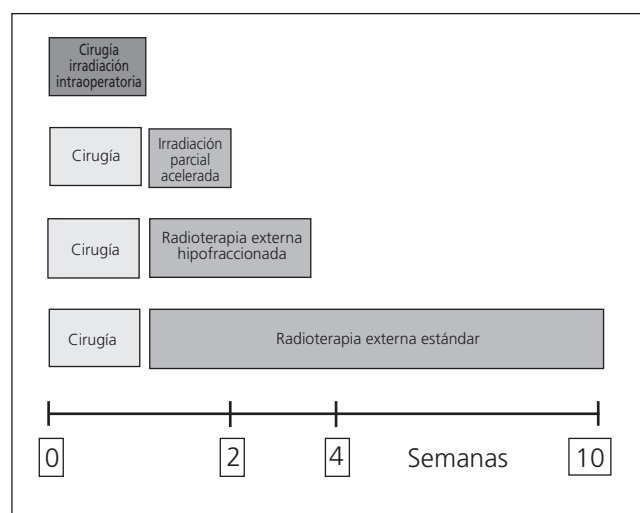 Cirugía
irradiación
intraoperatoria
Cirugía
Irradiación
parcial
acelerada
Cirugía
Radioterapia externa
hipofraccionada
Cirugía
Radioterapia externa estándar
0
2
4
Semanas
10